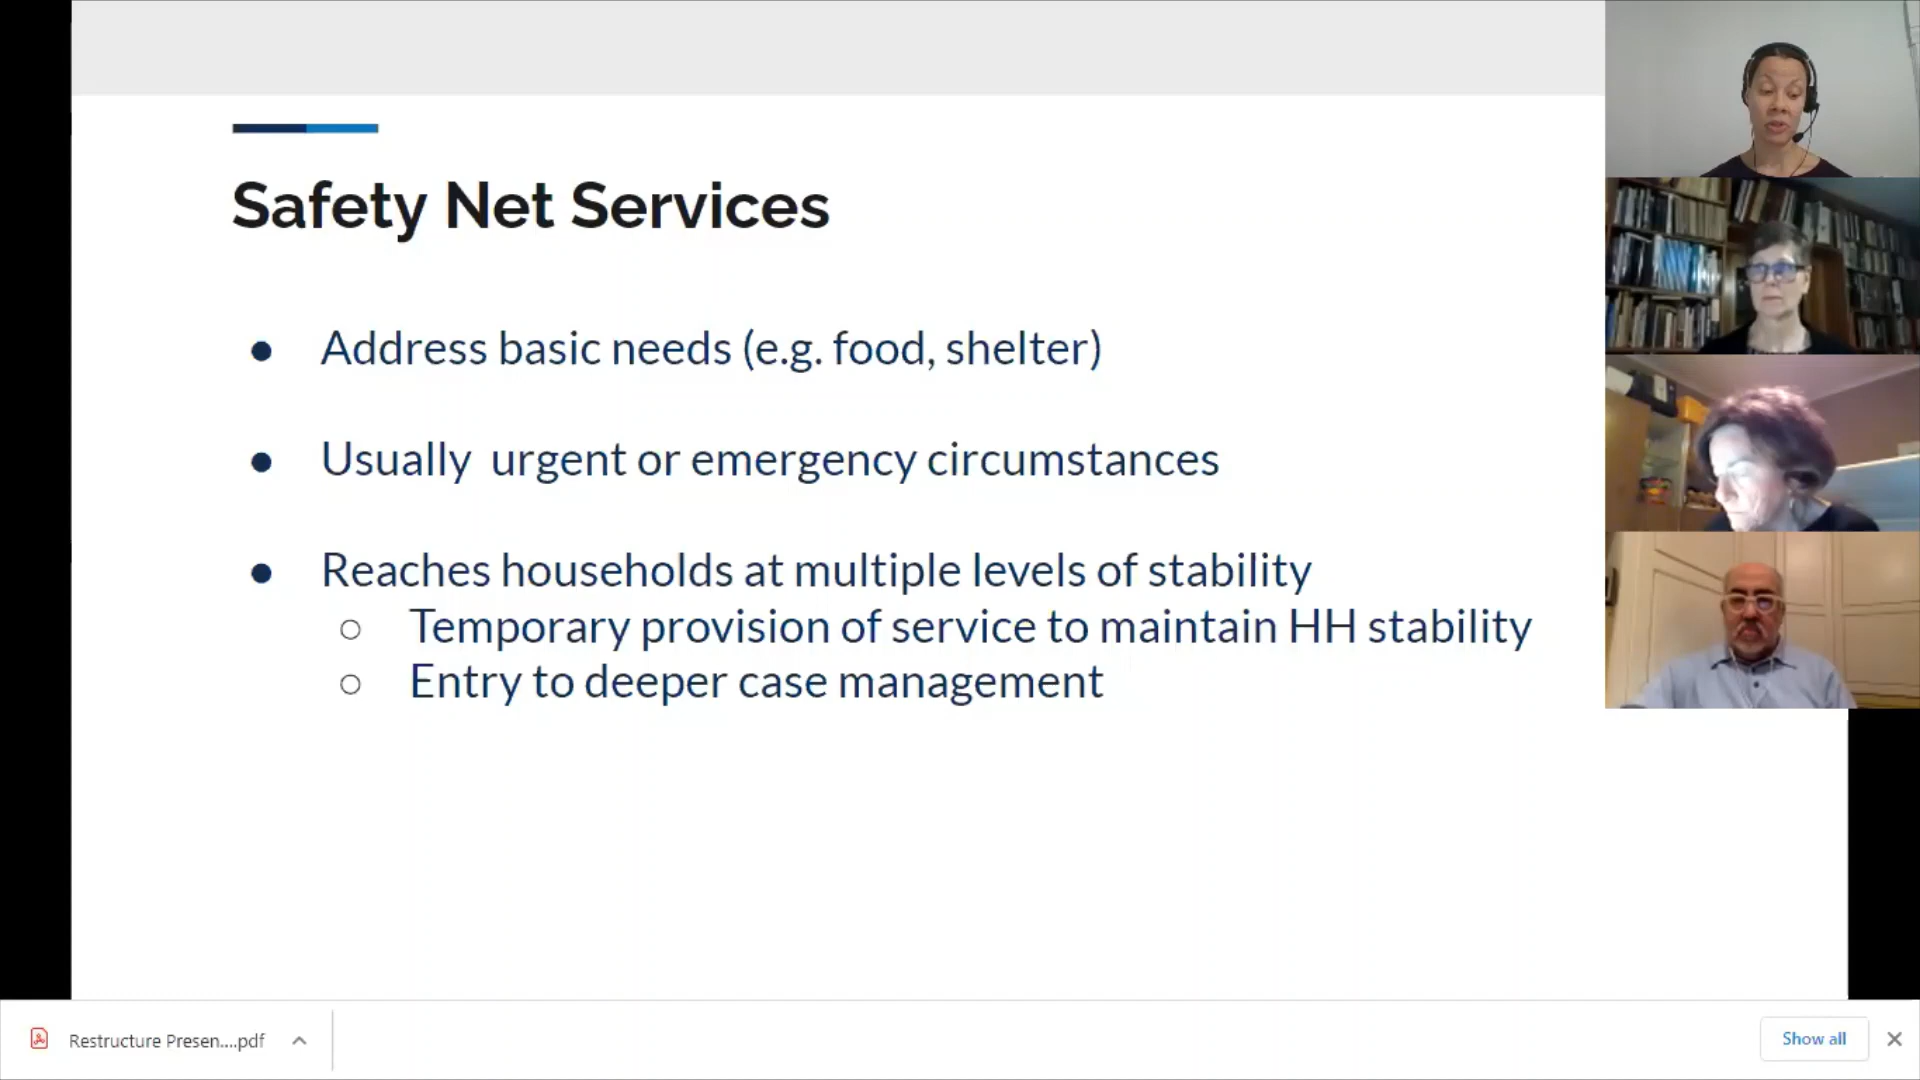 Safety Net Services
● Address basic needs (e.g. food, shelter)
● Usually  urgent or emergency circumstances
● Reaches households at multiple levels of stability
○ Temporary provision of service to maintain HH stability
○ Entry to deeper case management
Restructure Presen....pdf
Show all